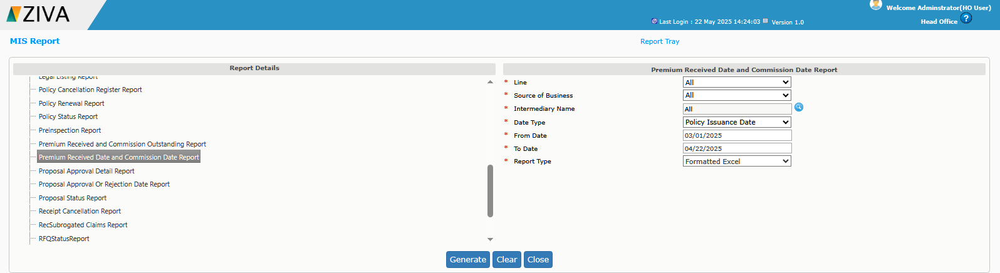 ZIVA
Welcome Adminstrator(HO User)
Last Login : 22 May 2025 14:24:03 Version 1.0
Head Office ?
MIS Report
Report Tray
Report Details
Legal Listing Report
Policy Cancellation Register Report
Policy Renewal Report
Policy Status Report
Preinspection Report
Premium Received and Commission Outstanding Report
Premium Received Date and Commission Date Report
Proposal Approval Detail Report
Proposal Approval Or Rejection Date Report
Proposal Status Report
Receipt Cancellation Report
RecSubrogated Claims Report
RFQStatusReport
Premium Received Date and Commission Date Report
* Line All
* Source of Business All
* Intermediary Name All
* Date Type Policy Issuance Date
* From Date 03/01/2025
* To Date 04/22/2025
* Report Type Formatted Excel
Generate Clear Close